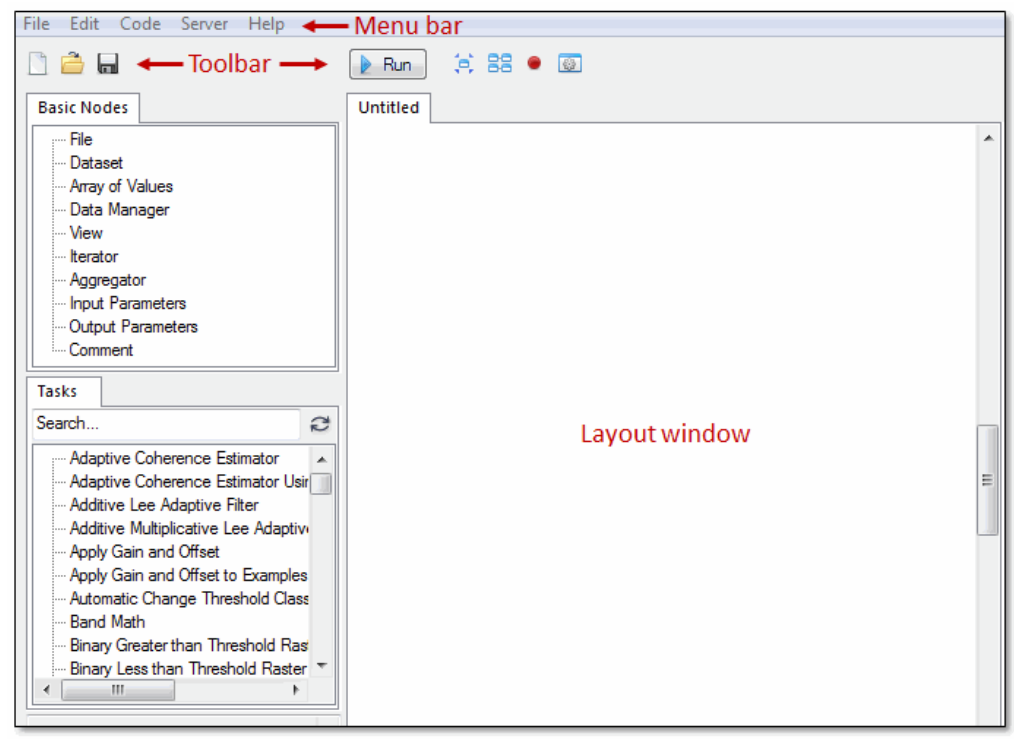 File Edit Code Server Help Menu bar
Toolbar Run
Basic Nodes
File
Dataset
Array of Values
Data Manager
View
Iterator
Aggregator
Input Parameters
Output Parameters
Comment
Tasks
Search...
Adaptive Coherence Estimator
Adaptive Coherence Estimator Usin
Additive Lee Adaptive Filter
Additive Multiplicative Lee Adaptiv
Apply Gain and Offset
Apply Gain and Offset to Examples
Automatic Change Threshold Class
Band Math
Binary Greater than Threshold Ras
Binary Less than Threshold Raster
Untitled
Layout window